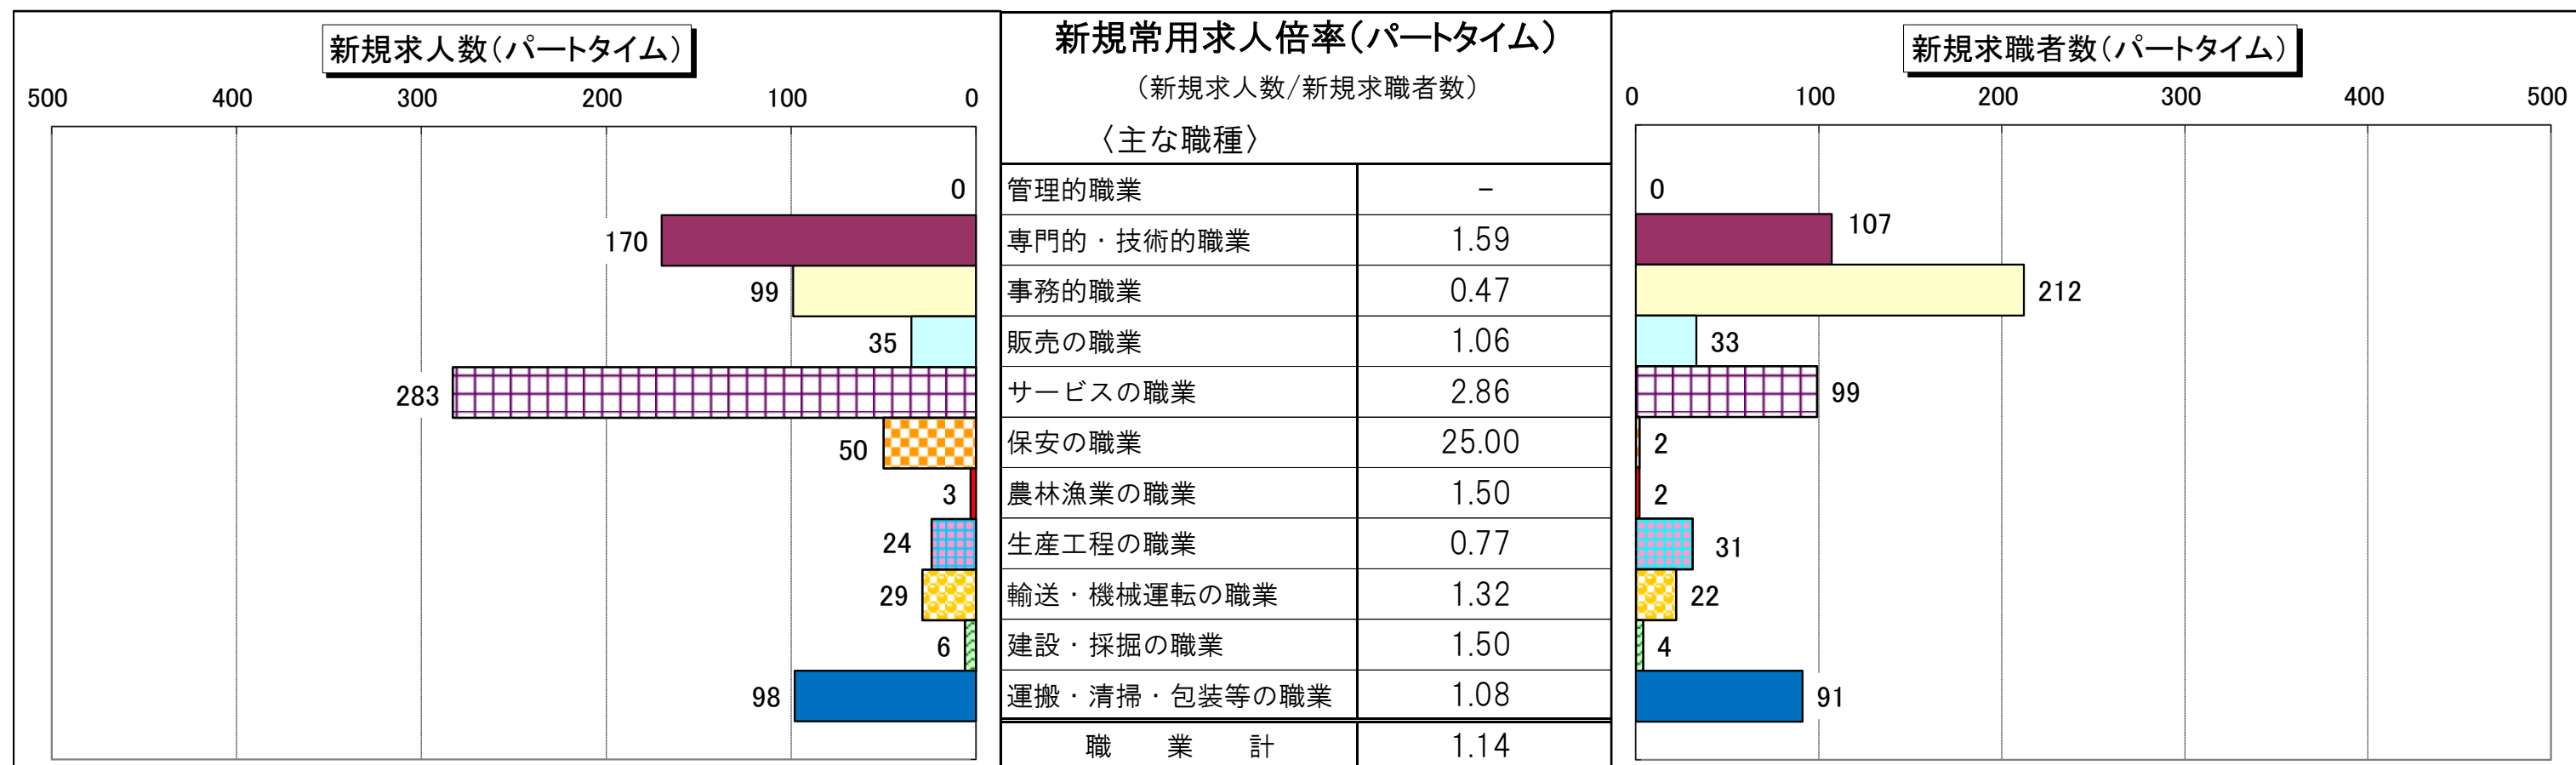 新規求人数（パートタイム）
500 400 300 200 100 0
0
170
99
35
283
50
3
24
29
6
98
新規常用求人倍率（パートタイム）
（新規求人数/新規求職者数）
〈主な職種〉
管理的職業 －
専門的・技術的職業 1.59
事務的職業 0.47
販売の職業 1.06
サービスの職業 2.86
保安の職業 25.00
農林漁業の職業 1.50
生産工程の職業 0.77
輸送・機械運転の職業 1.32
建設・採掘の職業 1.50
運搬・清掃・包装等の職業 1.08
職　業　計 1.14
新規求職者数（パートタイム）
0 100 200 300 400 500
0
107
212
33
99
2
2
31
22
4
91